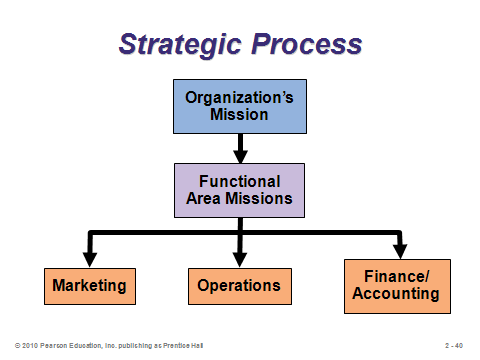 Strategic Process
Organization's
Mission
Functional
Area Missions
Marketing
Operations
Finance/
Accounting
© 2010 Pearson Education, Inc. publishing as Prentice Hall
2 - 40